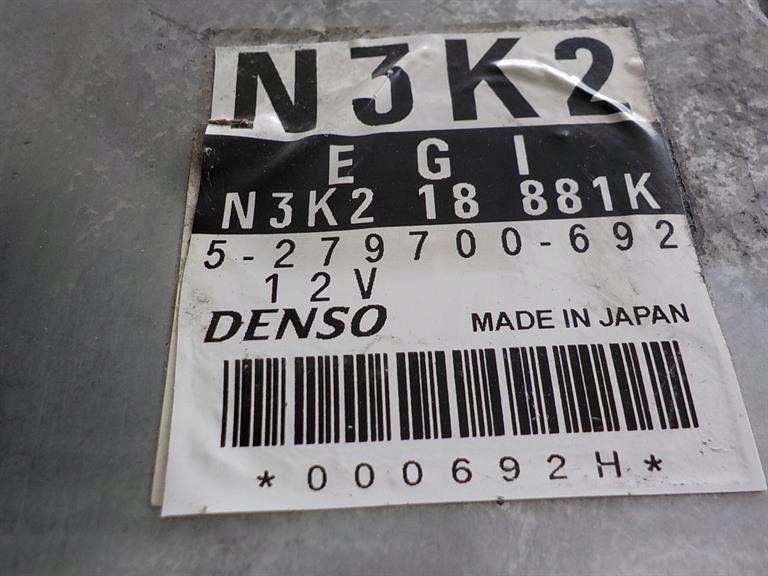 N3K2
E G I
N3K2 18 881K
5-279700-692
12V
DENSO MADE IN JAPAN
*000692H*